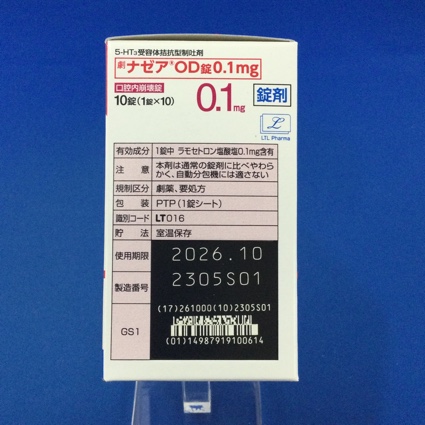 5-HT₃受容体拮抗型制吐剤
劇 ナゼア®OD錠0.1mg
口腔内崩壊錠
10錠(1錠×10)
0.1mg
錠剤
LTL Pharma
有効成分 1錠中 ラモセトロン塩酸塩0.1mg含有
注意 本剤は通常の錠剤に比べやわら
かく、自動分包機には適さない
規制区分 劇薬、要処方
包装 PTP(1錠シート)
識別コード LT016
貯法 室温保存
使用期限 2026.10
製造番号 2305S01
GS1
(17)261000(10)2305S01
(01)14987919100614